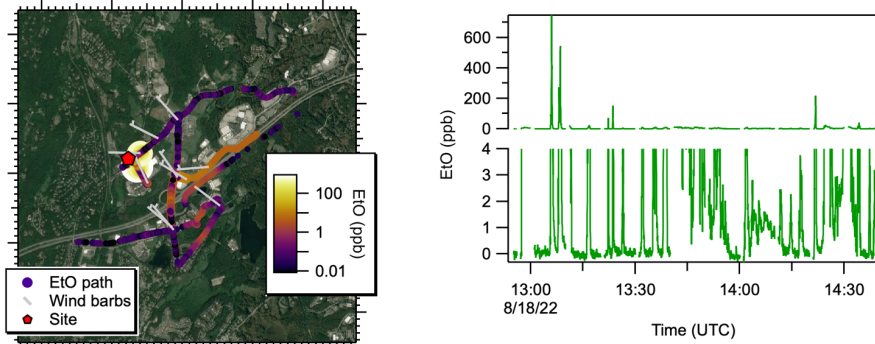 EtO path
Wind barbs
Site
100
1
0.01
EtO (ppb)
600
400
200
0
4
3
2
1
0
EtO (ppb)
13:00
13:30
14:00
14:30
8/18/22
Time (UTC)